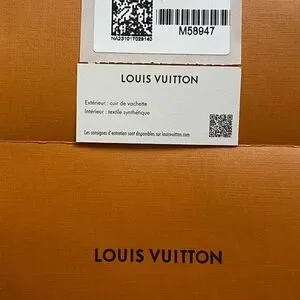 NA231017029140
M58947
LOUIS VUITTON
Extérieur : cuir de vachette
Intérieur : textile synthétique
Les consignes d'entretien sont disponibles sur louisvuitton.com
LOUIS VUITTON